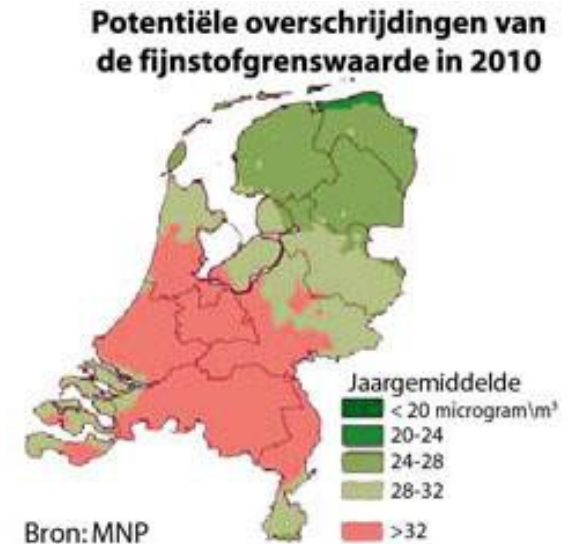 Potentiële overschrijdingen van
de fijnstofgrenswaarde in 2010
Jaargemiddelde
< 20 microgram\m³
20-24
24-28
28-32
>32
Bron: MNP